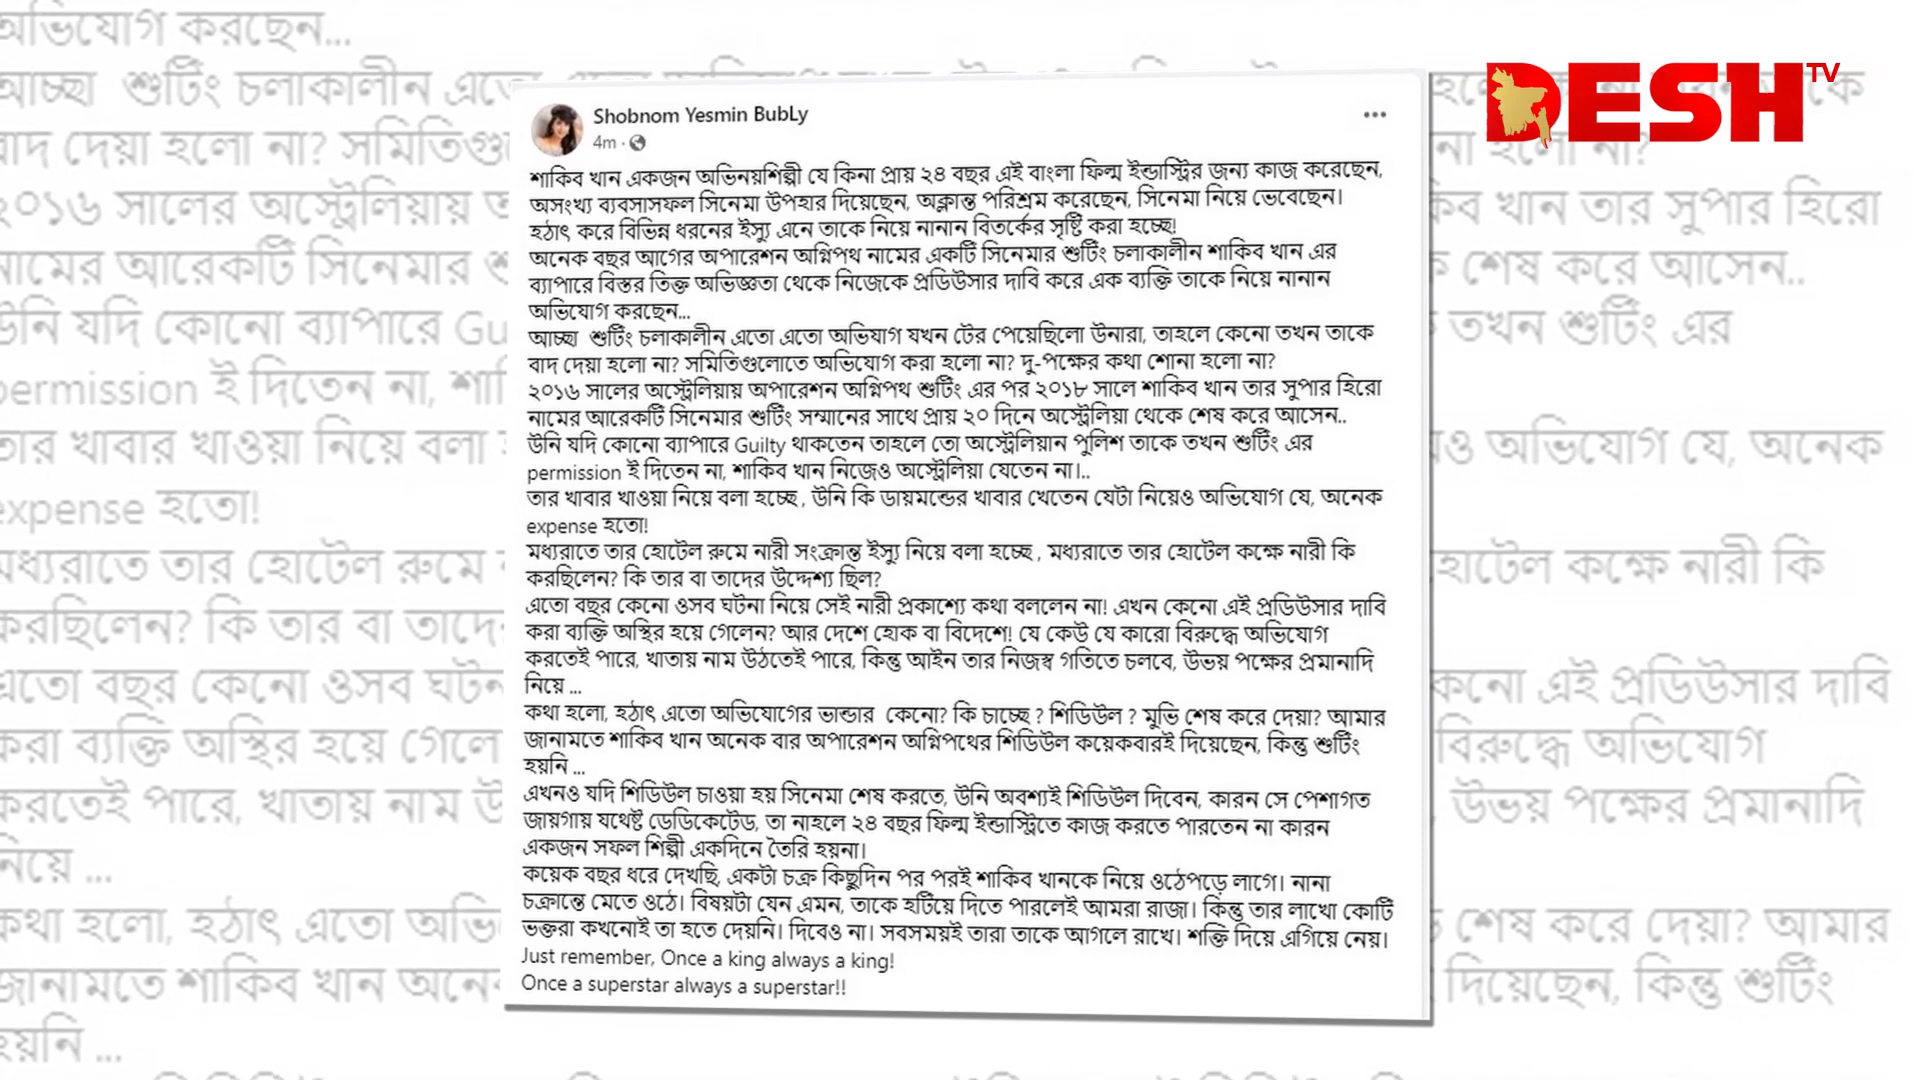 DESH TV
Shobnom Yesmin BubLy
4m
শাকিব খান একজন অভিনয়শিল্পী যে কিনা প্রায় ২৪ বছর এই বাংলা ফিল্ম ইন্ডাস্ট্রির জন্য কাজ করেছেন,
অসংখ্য ব্যবসাসফল সিনেমা উপহার দিয়েছেন, অক্লান্ত পরিশ্রম করেছেন, সিনেমা নিয়ে ভেবেছেন।
হঠাৎ করে বিভিন্ন ধরনের ইস্যু এনে তাকে নিয়ে নানান বিতর্কের সৃষ্টি করা হচ্ছে!
অনেক বছর আগের অপারেশন অগ্নিপথ নামের একটি সিনেমার শুটিং চলাকালীন শাকিব খান এর
ব্যাপারে বিস্তর তিক্ত অভিজ্ঞতা থেকে নিজেকে প্রডিউসার দাবি করে এক ব্যক্তি তাকে নিয়ে নানান
অভিযোগ করছেন...
আচ্ছা শুটিং চলাকালীন এতো এতো অভিযাগ যখন টের পেয়েছিলো উনারা, তাহলে কেনো তখন তাকে
বাদ দেয়া হলো না? সমিতিগুলোতে অভিযোগ করা হলো না? দু-পক্ষের কথা শোনা হলো না?
২০১৬ সালের অস্ট্রেলিয়ায় অপারেশন অগ্নিপথ শুটিং এর পর ২০১৮ সালে শাকিব খান তার সুপার হিরো
নামের আরেকটি সিনেমার শুটিং সম্মানের সাথে প্রায় ২০ দিনে অস্ট্রেলিয়া থেকে শেষ করে আসেন..
উনি যদি কোনো ব্যাপারে Guilty থাকতেন তাহলে তো অস্ট্রেলিয়ান পুলিশ তাকে তখন শুটিং এর
permission ই দিতেন না, শাকিব খান নিজেও অস্ট্রেলিয়া যেতেন না।..
তার খাবার খাওয়া নিয়ে বলা হচ্ছে, উনি কি ডায়মন্ডের খাবার খেতেন যেটা নিয়েও অভিযোগ যে, অনেক
expense হতো!
মধ্যরাতে তার হোটেল রুমে নারী সংক্রান্ত ইস্যু নিয়ে বলা হচ্ছে, মধ্যরাতে তার হোটেল কক্ষে নারী কি
করছিলেন? কি তার বা তাদের উদ্দেশ্য ছিল?
এতো বছর কেনো ওসব ঘটনা নিয়ে সেই নারী প্রকাশ্যে কথা বললেন না! এখন কেনো এই প্রডিউসার দাবি
করা ব্যক্তি অস্থির হয়ে গেলেন? আর দেশে হোক বা বিদেশে! যে কেউ যে কারো বিরুদ্ধে অভিযোগ
করতেই পারে, খাতায় নাম উঠতেই পারে, কিন্তু আইন তার নিজস্ব গতিতে চলবে, উভয় পক্ষের প্রমানাদি
নিয়ে ...
কথা হলো, হঠাৎ এতো অভিযোগের ভান্ডার কেনো? কি চাচ্ছে ? শিডিউল ? মুভি শেষ করে দেয়া? আমার
জানামতে শাকিব খান অনেক বার অপারেশন অগ্নিপথের শিডিউল কয়েকবারই দিয়েছেন, কিন্তু শুটিং
হয়নি ...
এখনও যদি শিডিউল চাওয়া হয় সিনেমা শেষ করতে, উনি অবশ্যই শিডিউল দিবেন, কারন সে পেশাগত
জায়গায় যথেষ্ট ডেডিকেটেড, তা নাহলে ২৪ বছর ফিল্ম ইন্ডাস্ট্রিতে কাজ করতে পারতেন না কারন
একজন সফল শিল্পী একদিনে তৈরি হয়না।
কয়েক বছর ধরে দেখছি, একটা চক্র কিছুদিন পর পরই শাকিব খানকে নিয়ে ওঠেপড়ে লাগে। নানা
চক্রান্তে মেতে ওঠে। বিষয়টা যেন এমন, তাকে হটিয়ে দিতে পারলেই আমরা রাজা। কিন্তু তার লাখো কোটি
ভক্তরা কখনোই তা হতে দেয়নি। দিবেও না। সবসময়ই তারা তাকে আগলে রাখে। শক্তি দিয়ে এগিয়ে নেয়।
Just remember, Once a king always a king!
Once a superstar always a superstar!!